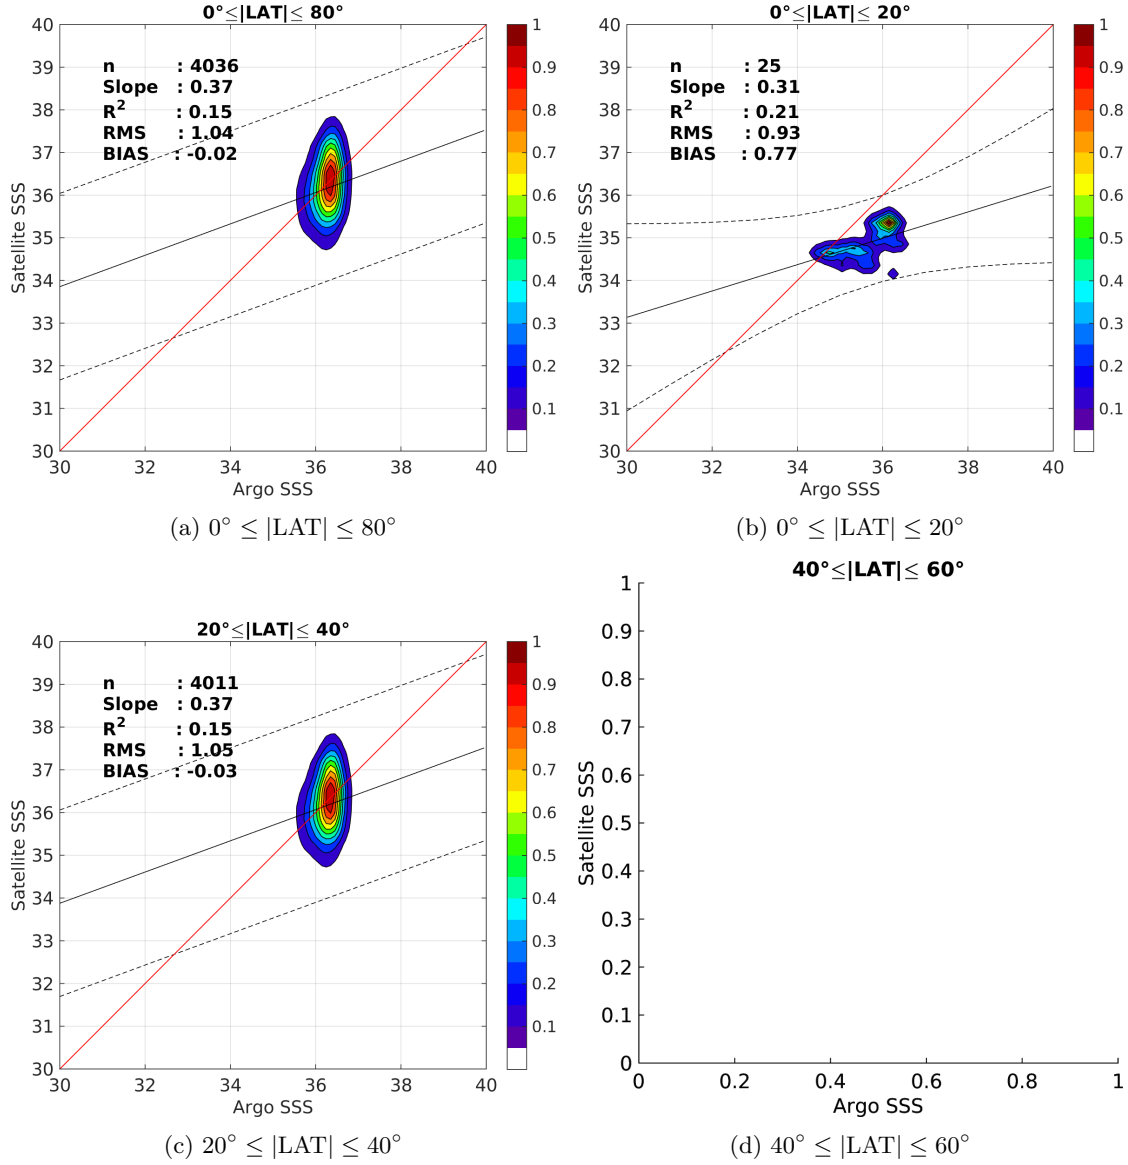 0°≤|LAT|≤ 80°
n : 4036
Slope : 0.37
R² : 0.15
RMS : 1.04
BIAS : -0.02
Satellite SSS
40
39
38
37
36
35
34
33
32
31
30
30 32 34 36 38 40
Argo SSS
1
0.9
0.8
0.7
0.6
0.5
0.4
0.3
0.2
0.1
(a) 0° ≤ |LAT| ≤ 80°
0°≤|LAT|≤ 20°
n : 25
Slope : 0.31
R² : 0.21
RMS : 0.93
BIAS : 0.77
Satellite SSS
40
39
38
37
36
35
34
33
32
31
30
30 32 34 36 38 40
Argo SSS
1
0.9
0.8
0.7
0.6
0.5
0.4
0.3
0.2
0.1
(b) 0° ≤ |LAT| ≤ 20°
20°≤|LAT|≤ 40°
n : 4011
Slope : 0.37
R² : 0.15
RMS : 1.05
BIAS : -0.03
Satellite SSS
40
39
38
37
36
35
34
33
32
31
30
30 32 34 36 38 40
Argo SSS
1
0.9
0.8
0.7
0.6
0.5
0.4
0.3
0.2
0.1
(c) 20° ≤ |LAT| ≤ 40°
40°≤|LAT|≤ 60°
Satellite SSS
1
0.9
0.8
0.7
0.6
0.5
0.4
0.3
0.2
0.1
0
0 0.2 0.4 0.6 0.8 1
Argo SSS
(d) 40° ≤ |LAT| ≤ 60°